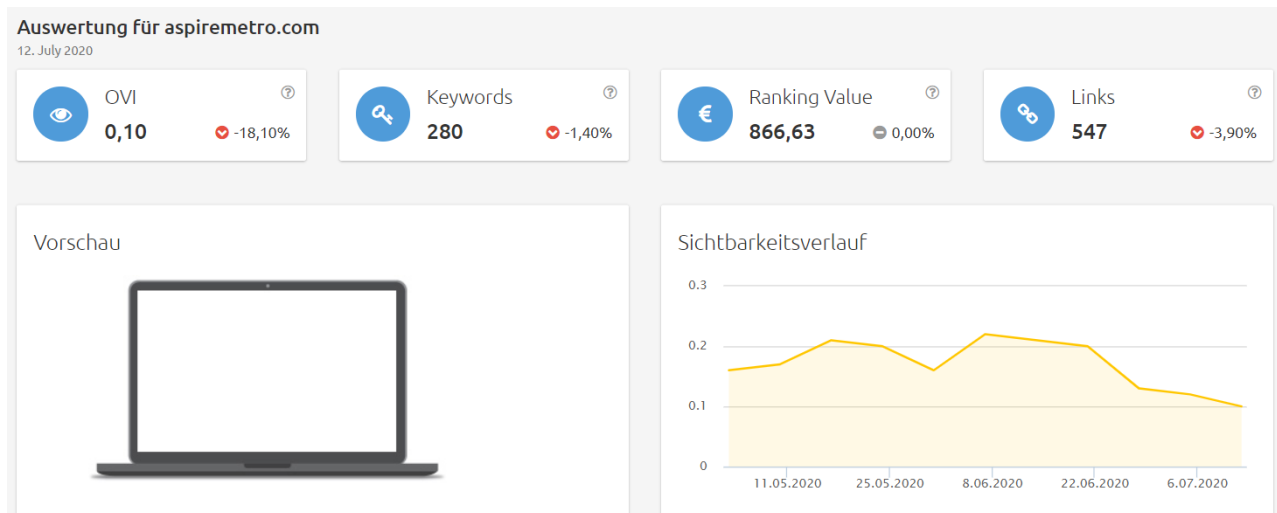 Auswertung für aspiremetro.com
12. July 2020
OVI
0,10
-18,10%
Keywords
280
-1,40%
Ranking Value
866,63
0,00%
Links
547
-3,90%
Vorschau
Sichtbarkeitsverlauf
0.3
0.2
0.1
0
11.05.2020 25.05.2020 8.06.2020 22.06.2020 6.07.2020